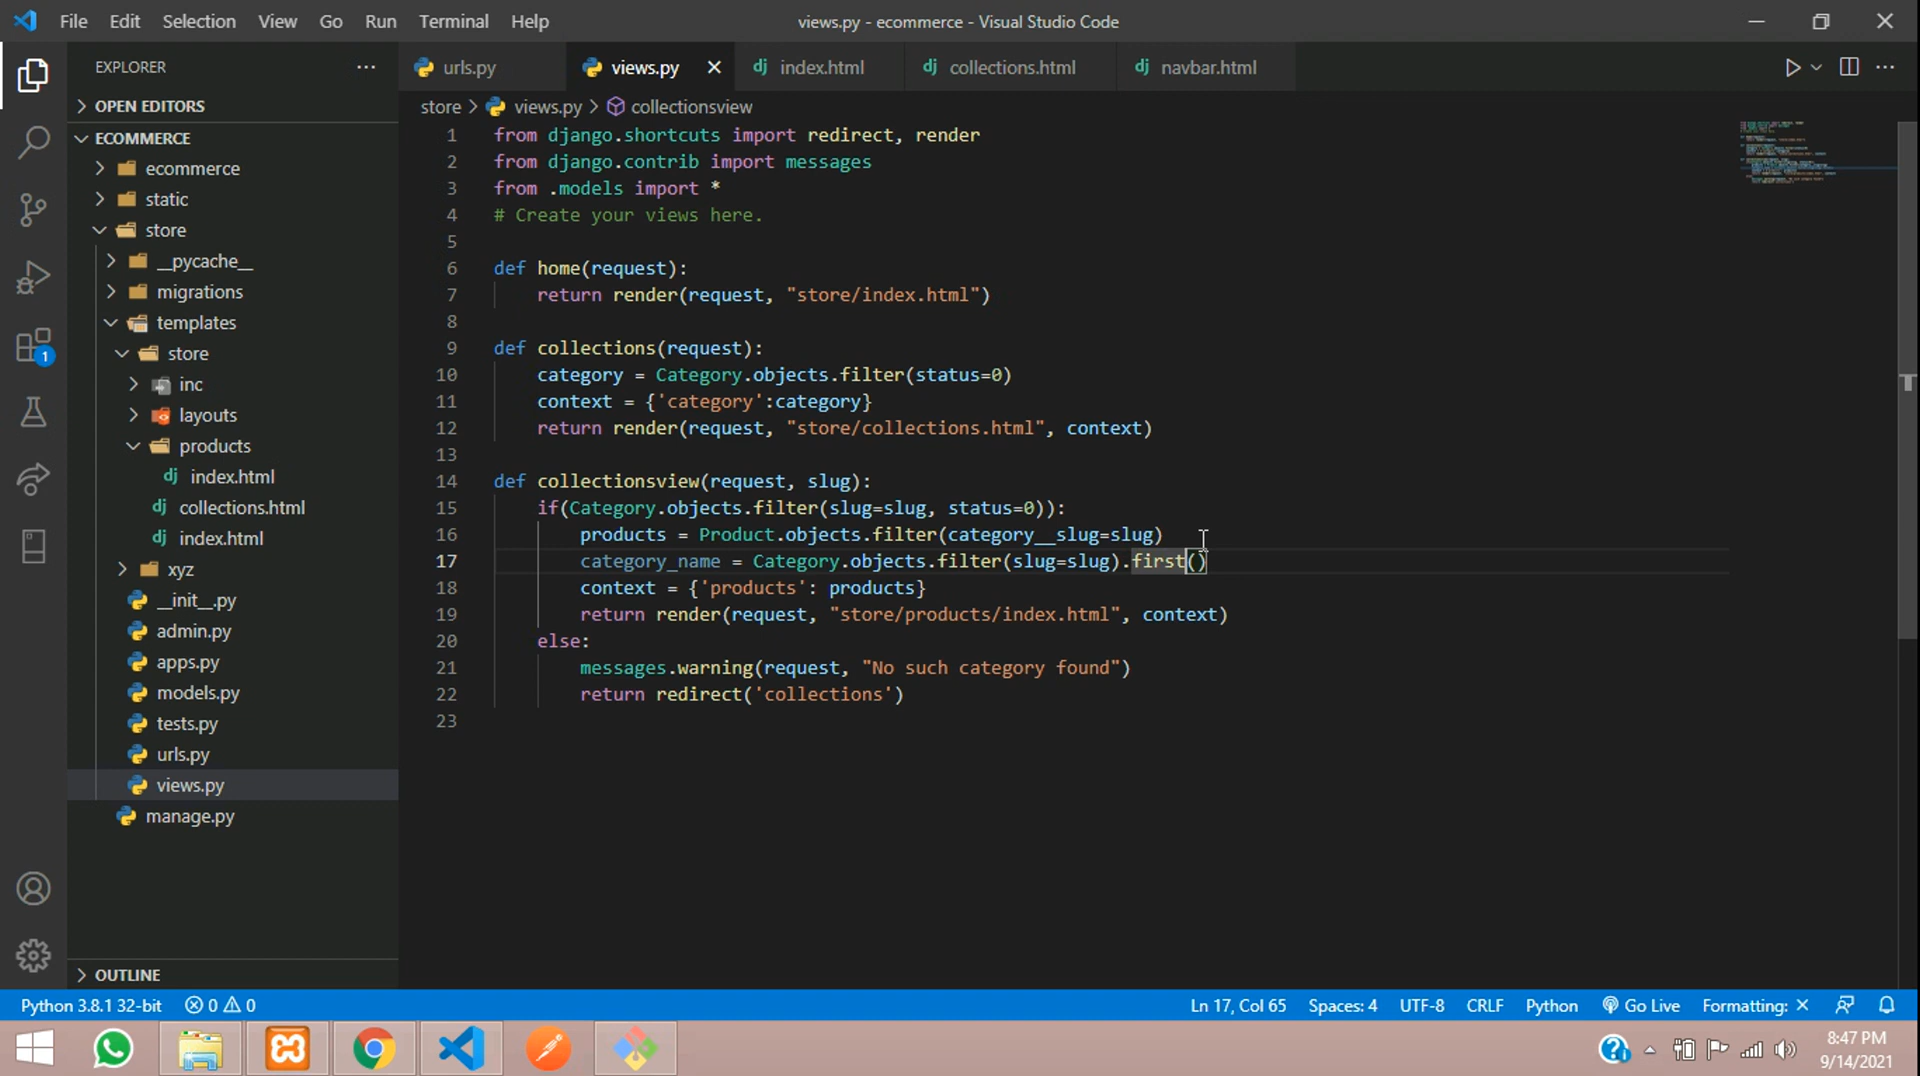 File Edit Selection View Go Run Terminal Help
views.py - ecommerce - Visual Studio Code
EXPLORER
OPEN EDITORS
ECOMMERCE
ecommerce
static
store
__pycache__
migrations
templates
store
inc
layouts
products
index.html
collections.html
index.html
xyz
__init__.py
admin.py
apps.py
models.py
tests.py
urls.py
views.py
manage.py
OUTLINE
urls.py views.py index.html collections.html navbar.html
store > views.py > collectionsview
1 from django.shortcuts import redirect, render
2 from django.contrib import messages
3 from .models import *
4 # Create your views here.
5
6 def home(request):
7     return render(request, "store/index.html")
8
9 def collections(request):
10     category = Category.objects.filter(status=0)
11     context = {'category':category}
12     return render(request, "store/collections.html", context)
13
14 def collectionsview(request, slug):
15     if(Category.objects.filter(slug=slug, status=0)):
16         products = Product.objects.filter(category__slug=slug)
17         category_name = Category.objects.filter(slug=slug).first()
18         context = {'products': products}
19         return render(request, "store/products/index.html", context)
20     else:
21         messages.warning(request, "No such category found")
22         return redirect('collections')
23
1
Python 3.8.1 32-bit 0 0 Ln 17, Col 65 Spaces: 4 UTF-8 CRLF Python Go Live Formatting: ×
8:47 PM
9/14/2021